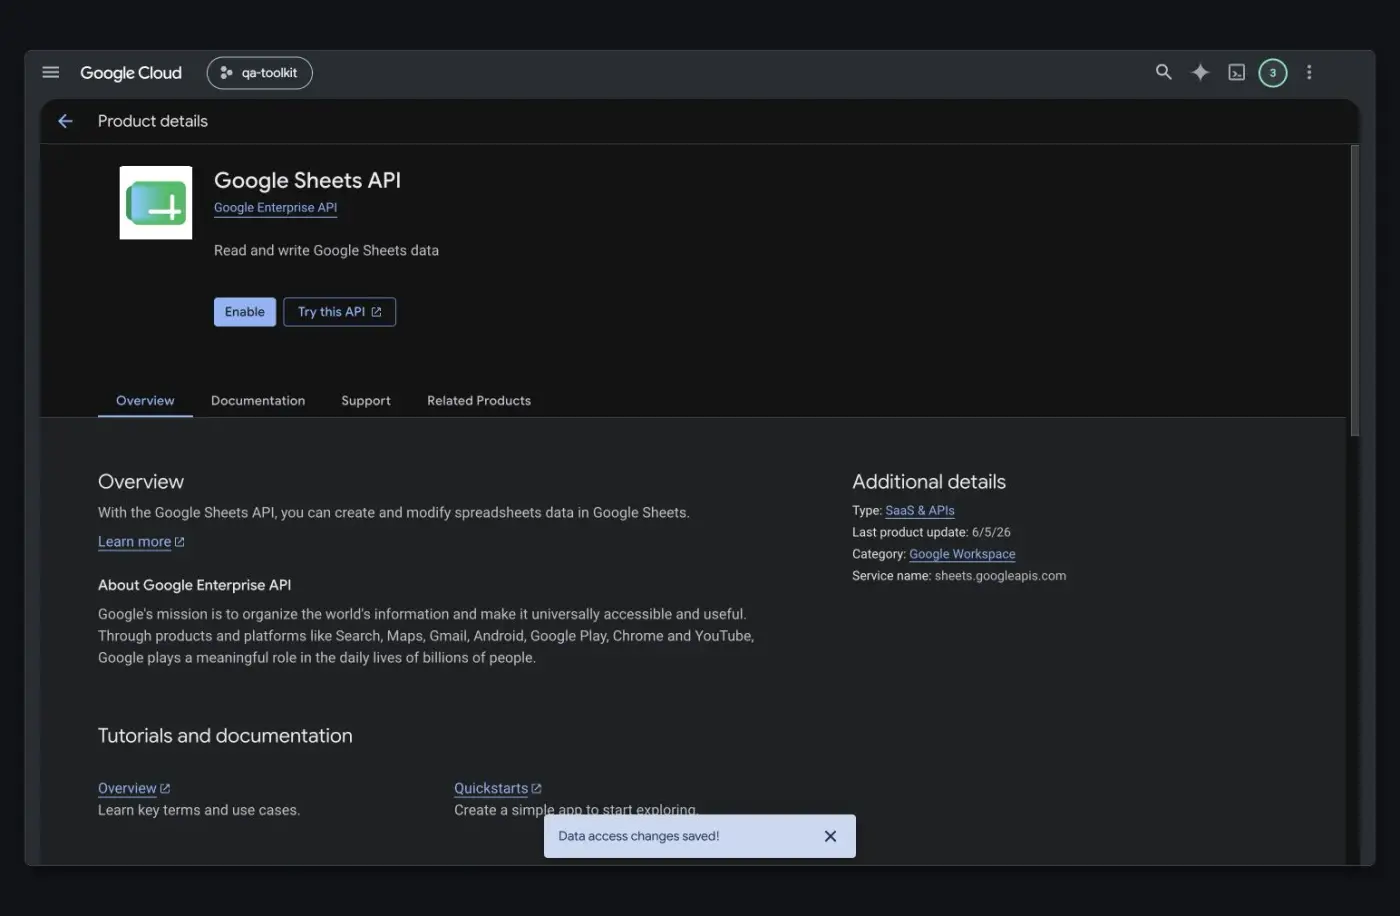 Google Cloud
qa-toolkit
3
Product details
Google Sheets API
Google Enterprise API
Read and write Google Sheets data
Enable
Try this API
Overview
Documentation
Support
Related Products
Overview
With the Google Sheets API, you can create and modify spreadsheets data in Google Sheets.
Learn more
About Google Enterprise API
Google's mission is to organize the world's information and make it universally accessible and useful.
Through products and platforms like Search, Maps, Gmail, Android, Google Play, Chrome and YouTube,
Google plays a meaningful role in the daily lives of billions of people.
Additional details
Type: SaaS & APIs
Last product update: 6/5/26
Category: Google Workspace
Service name: sheets.googleapis.com
Tutorials and documentation
Overview
Learn key terms and use cases.
Quickstarts
Create a simple app to start exploring.
Data access changes saved!